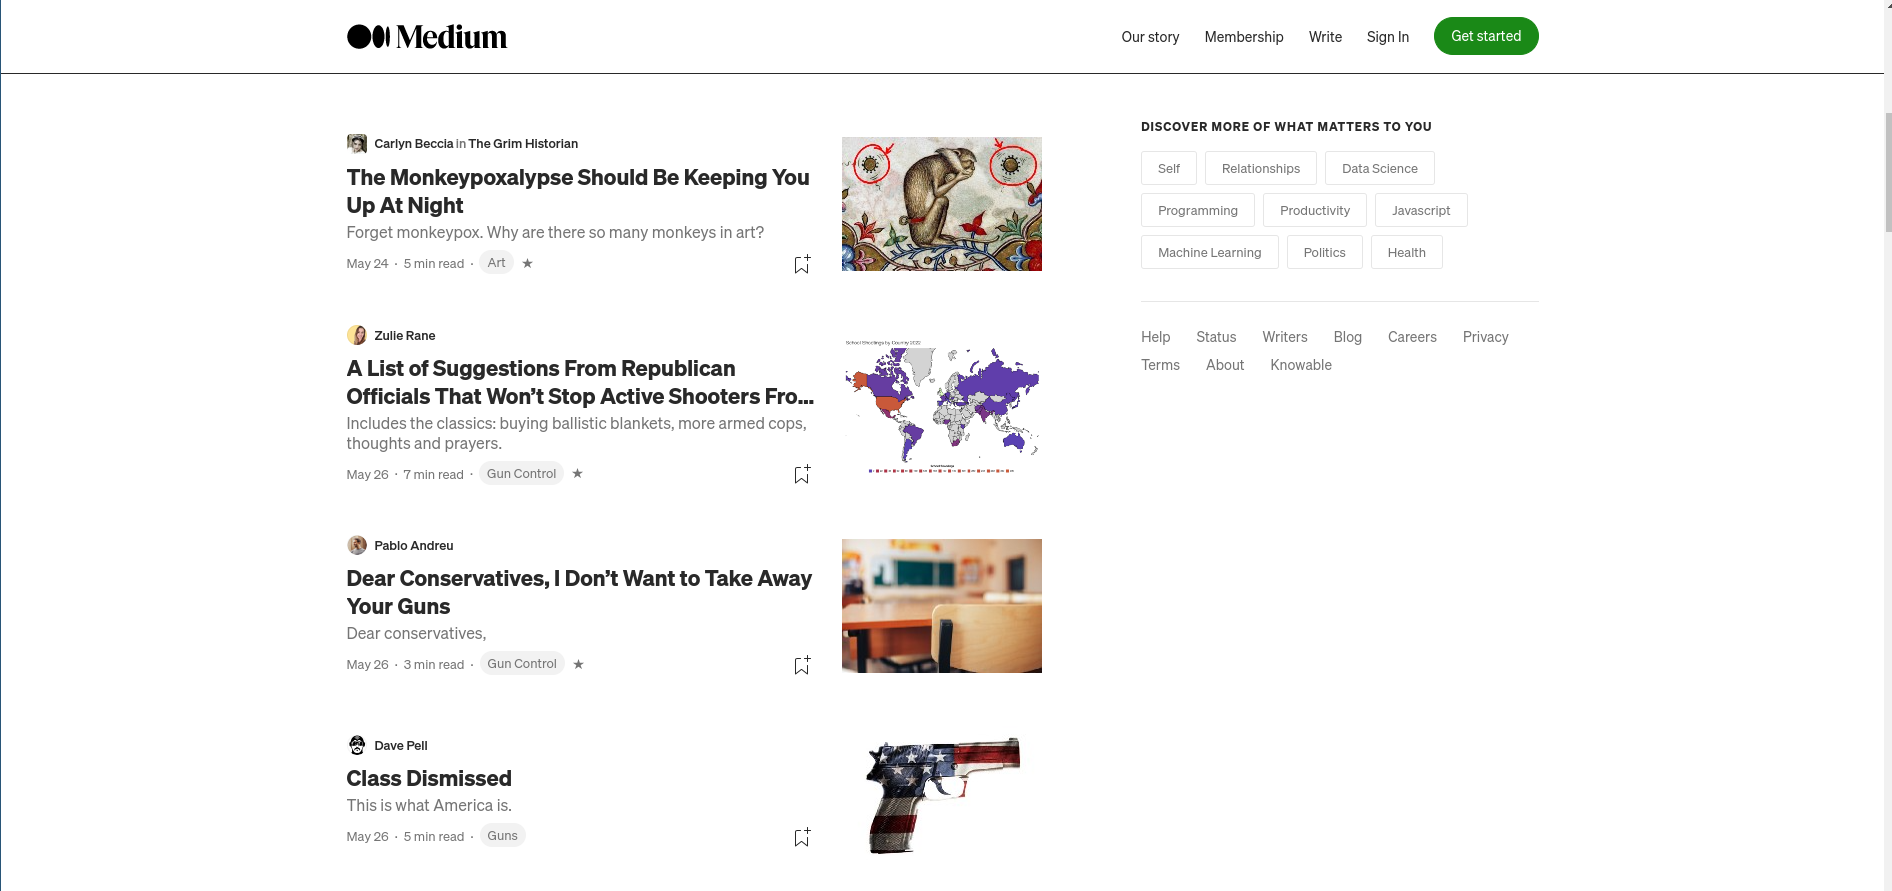 Medium
Our story Membership Write Sign In Get started
Carlyn Beccia in The Grim Historian
The Monkeypoxalypse Should Be Keeping You
Up At Night
Forget monkeypox. Why are there so many monkeys in art?
May 24 · 5 min read · Art ★
Zulie Rane
A List of Suggestions From Republican
Officials That Won’t Stop Active Shooters Fro...
Includes the classics: buying ballistic blankets, more armed cops,
thoughts and prayers.
May 26 · 7 min read · Gun Control ★
School Shootings by Country 2022
Pablo Andreu
Dear Conservatives, I Don’t Want to Take Away
Your Guns
Dear conservatives,
May 26 · 3 min read · Gun Control ★
Dave Pell
Class Dismissed
This is what America is.
May 26 · 5 min read · Guns
DISCOVER MORE OF WHAT MATTERS TO YOU
Self Relationships Data Science
Programming Productivity Javascript
Machine Learning Politics Health
Help Status Writers Blog Careers Privacy
Terms About Knowable